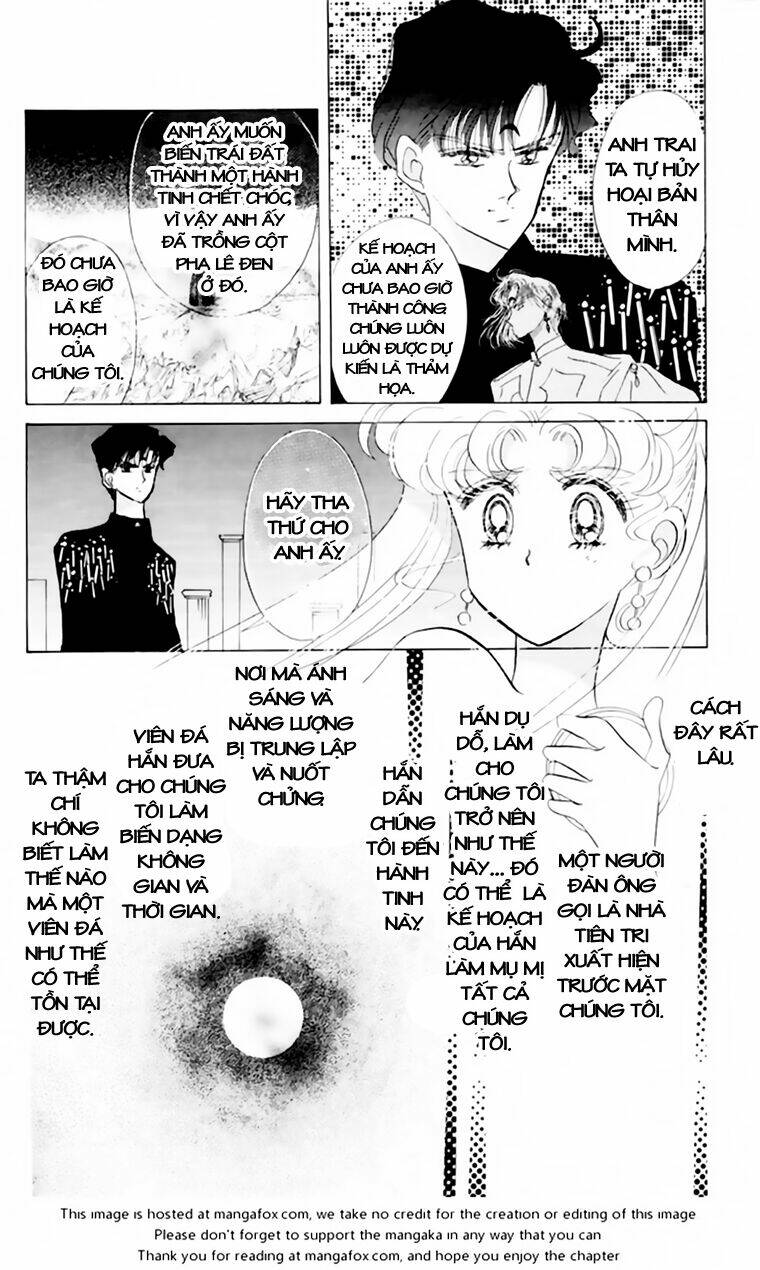 ANH TRAI
TA TỰ HỦY
HOẠI BẢN
THÂN
MÌNH.
KẾ HOẠCH
CỦA ANH ẤY
CHƯA BAO GIỜ
THÀNH CÔNG
CHÚNG LUÔN
LUÔN ĐƯỢC DỰ
KIẾN LÀ THẢM
HỌA.
ANH ẤY MUỐN
BIẾN TRÁI ĐẤT
THÀNH MỘT HÀNH
TINH CHẾT CHÓC,
VÌ VẬY ANH ẤY
ĐÃ TRỒNG CỘT
PHA LÊ ĐEN
Ở ĐÓ.
ĐÓ CHƯA
BAO GIỜ
LÀ KẾ
HOẠCH
CỦA
CHÚNG TÔI.
HÃY THA
THỨ CHO
ANH ẤY.
CÁCH
ĐÂY RẤT
LÂU.
MỘT NGƯỜI
ĐÀN ÔNG
GỌI LÀ NHÀ
TIÊN TRI
XUẤT HIỆN
TRƯỚC MẶT
CHÚNG TÔI.
HẮN DỤ
DỖ, LÀM
CHO
CHÚNG TÔI
TRỞ NÊN
NHƯ THẾ
NÀY... ĐÓ
CÓ THỂ LÀ
KẾ HOẠCH
CỦA HẮN
LÀM MỤ MỊ
TẤT CẢ
CHÚNG
TÔI.
HẮN
DẪN
CHÚNG
TÔI ĐẾN
HÀNH
TINH
NÀY.
NƠI MÀ ÁNH
SÁNG VÀ
NĂNG LƯỢNG
BỊ TRUNG LẬP
VÀ NUỐT
CHỬNG.
VIÊN ĐÁ
HẮN ĐƯA
CHO CHÚNG
TÔI LÀM
BIẾN DẠNG
KHÔNG
GIAN VÀ
THỜI GIAN.
TA THẬM
CHÍ
KHÔNG
BIẾT LÀM
THẾ NÀO
MÀ MỘT
VIÊN ĐÁ
NHƯ THẾ
CÓ THỂ
TỒN TẠI
ĐƯỢC.
This image is hosted at mangafox.com, we take no credit for the creation or editing of this image
Please don't forget to support the mangaka in any way that you can
Thank you for reading at mangafox.com, and hope you enjoy the chapter